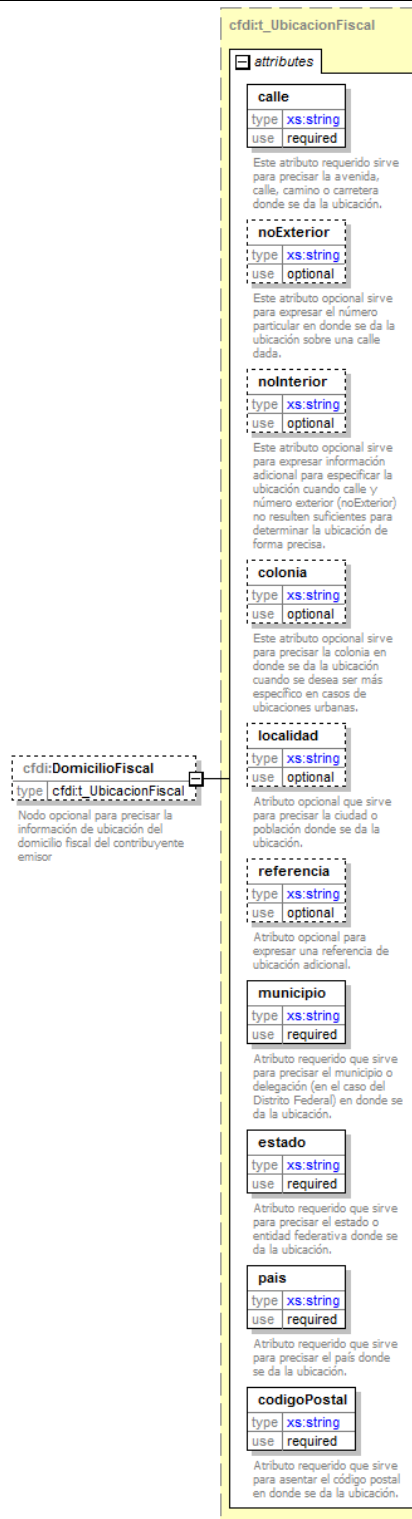 cfdi:t_UbicacionFiscal
attributes
calle
type xs:string
use required
Este atributo requerido sirve
para precisar la avenida,
calle, camino o carretera
donde se da la ubicación.
noExterior
type xs:string
use optional
Este atributo opcional sirve
para expresar el número
particular en donde se da la
ubicación sobre una calle
dada.
noInterior
type xs:string
use optional
Este atributo opcional sirve
para expresar información
adicional para especificar la
ubicación cuando calle y
número exterior (noExterior)
no resulten suficientes para
determinar la ubicación de
forma precisa.
colonia
type xs:string
use optional
Este atributo opcional sirve
para precisar la colonia en
donde se da la ubicación
cuando se desea ser más
específico en casos de
ubicaciones urbanas.
localidad
type xs:string
use optional
Atributo opcional que sirve
para precisar la ciudad o
población donde se da la
ubicación.
cfdi:DomicilioFiscal
type cfdi:t_UbicacionFiscal
Nodo opcional para precisar la
información de ubicación del
domicilio fiscal del contribuyente
emisor
referencia
type xs:string
use optional
Atributo opcional para
expresar una referencia de
ubicación adicional.
municipio
type xs:string
use required
Atributo requerido que sirve
para precisar el municipio o
delegación (en el caso del
Distrito Federal) en donde se
da la ubicación.
estado
type xs:string
use required
Atributo requerido que sirve
para precisar el estado o
entidad federativa donde se
da la ubicación.
pais
type xs:string
use required
Atributo requerido que sirve
para precisar el país donde
se da la ubicación.
codigoPostal
type xs:string
use required
Atributo requerido que sirve
para asentar el código postal
en donde se da la ubicación.